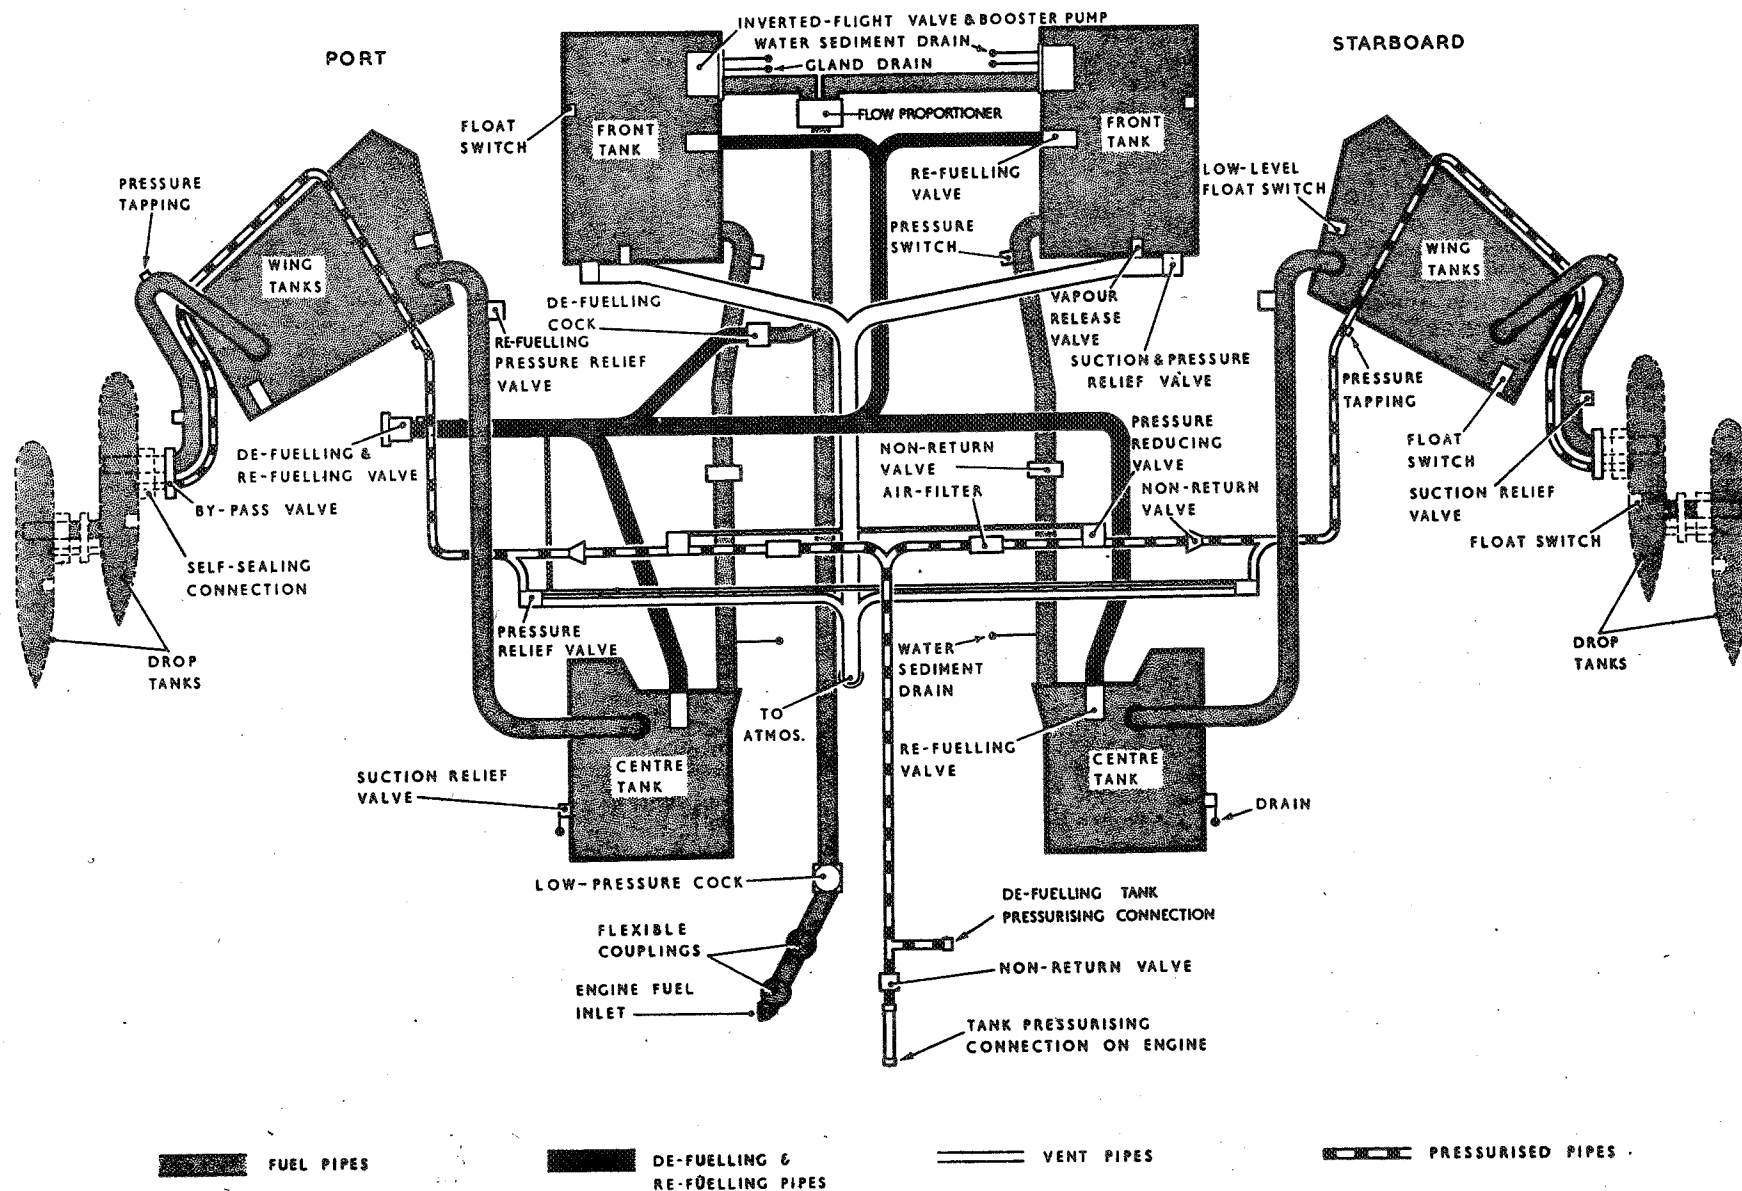 INVERTED-FLIGHT VALVE & BOOSTER PUMP
WATER SEDIMENT DRAIN
GLAND DRAIN
PORT
STARBOARD
FLOW PROPORTIONER
FLOAT
SWITCH
FRONT
TANK
FRONT
TANK
RE-FUELLING
VALVE
LOW-LEVEL
FLOAT SWITCH
PRESSURE
TAPPING
PRESSURE
SWITCH
WING
TANKS
WING
TANKS
DE-FUELLING
COCK
VAPOUR
RELEASE
VALVE
RE-FUELLING
PRESSURE RELIEF
VALVE
SUCTION & PRESSURE
RELIEF VALVE
PRESSURE
TAPPING
DE-FUELLING &
RE-FUELLING VALVE
NON-RETURN
VALVE
AIR-FILTER
PRESSURE
REDUCING
VALVE
NON-RETURN
VALVE
FLOAT
SWITCH
SUCTION RELIEF
VALVE
BY-PASS VALVE
FLOAT SWITCH
SELF-SEALING
CONNECTION
PRESSURE
RELIEF VALVE
WATER
SEDIMENT
DRAIN
DROP
TANKS
DROP
TANKS
TO
ATMOS.
RE-FUELLING
VALVE
CENTRE
TANK
CENTRE
TANK
SUCTION RELIEF
VALVE
DRAIN
LOW-PRESSURE COCK
DE-FUELLING TANK
PRESSURISING CONNECTION
FLEXIBLE
COUPLINGS
NON-RETURN VALVE
ENGINE FUEL
INLET
TANK PRESSURISING
CONNECTION ON ENGINE
FUEL PIPES
DE-FUELLING &
RE-FUELLING PIPES
VENT PIPES
PRESSURISED PIPES